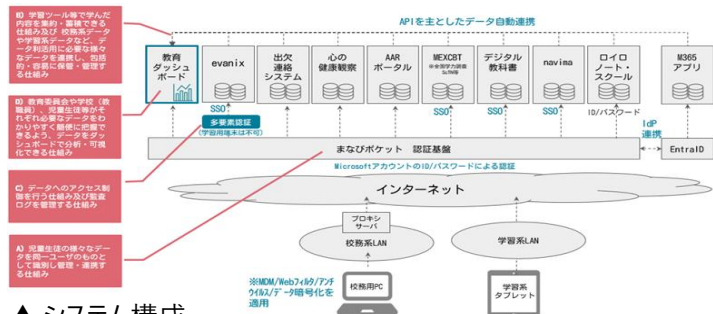 B) 学習ツール等で学んだ
内容を集約・蓄積できる
仕組み及び 校務系データ
や学習系データなど、デー
タ利活用に必要な様々
なデータを連携し、包括
的・容易に保管・管理す
る仕組み
D) 教育委員会や学校（教
職員）、児童生徒等がそ
れぞれ必要なデータをわ
かりやすく簡便に把握で
きるよう、データをダッ
シュボードで分析・可視
化できる仕組み
C) データへのアクセス制
御を行う仕組み及び監査
ログを管理する仕組み
A) 児童生徒の様々なデー
タを同一ユーザのものと
して識別し管理・連携す
る仕組み
APIを主としたデータ自動連携
教育
ダッシュ
ボード
evanix
出欠
連絡
システム
心の
健康観察
AAR
ポータル
MEXCBT
デジタル
教科書
navima
ロイロ
ノート・
スクール
M365
アプリ
SSO
SSO
SSO
SSO
ID/パスワード
多要素認証
(学習用端末は不可)
IdP
連携
まなびポケット 認証基盤
EntraID
MicrosoftアカウントのID/パスワードによる認証
インターネット
プロキシ
サーバ
校務系LAN
学習系LAN
※MDM/Webフィルタ/アンチ
ウイルス/データ暗号化を
適用
校務用PC
学習系
タブレット
▲ システム構成